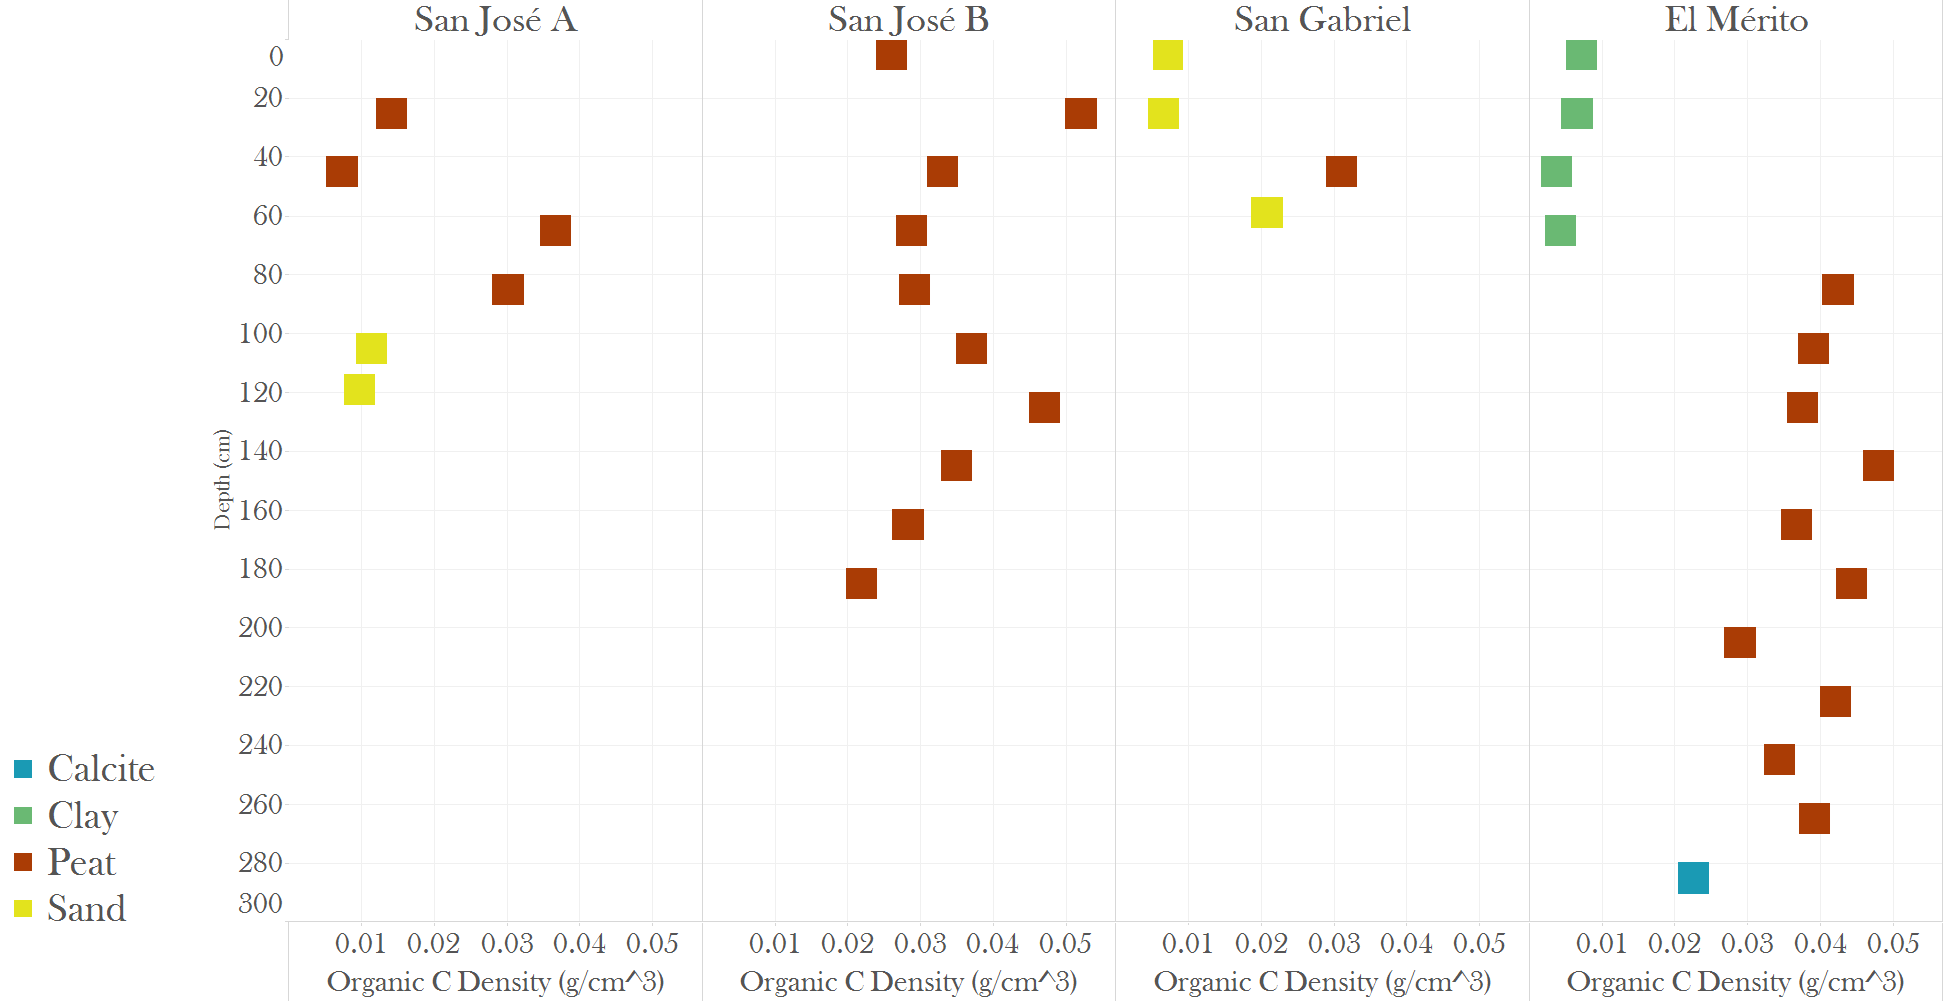 San José A
San José B
San Gabriel
El Mérito
0
20
40
60
80
100
120
140
160
180
200
220
240
260
280
300
Depth (cm)
Calcite
Clay
Peat
Sand
0.01 0.02 0.03 0.04 0.05
0.01 0.02 0.03 0.04 0.05
0.01 0.02 0.03 0.04 0.05
0.01 0.02 0.03 0.04 0.05
Organic C Density (g/cm^3)
Organic C Density (g/cm^3)
Organic C Density (g/cm^3)
Organic C Density (g/cm^3)